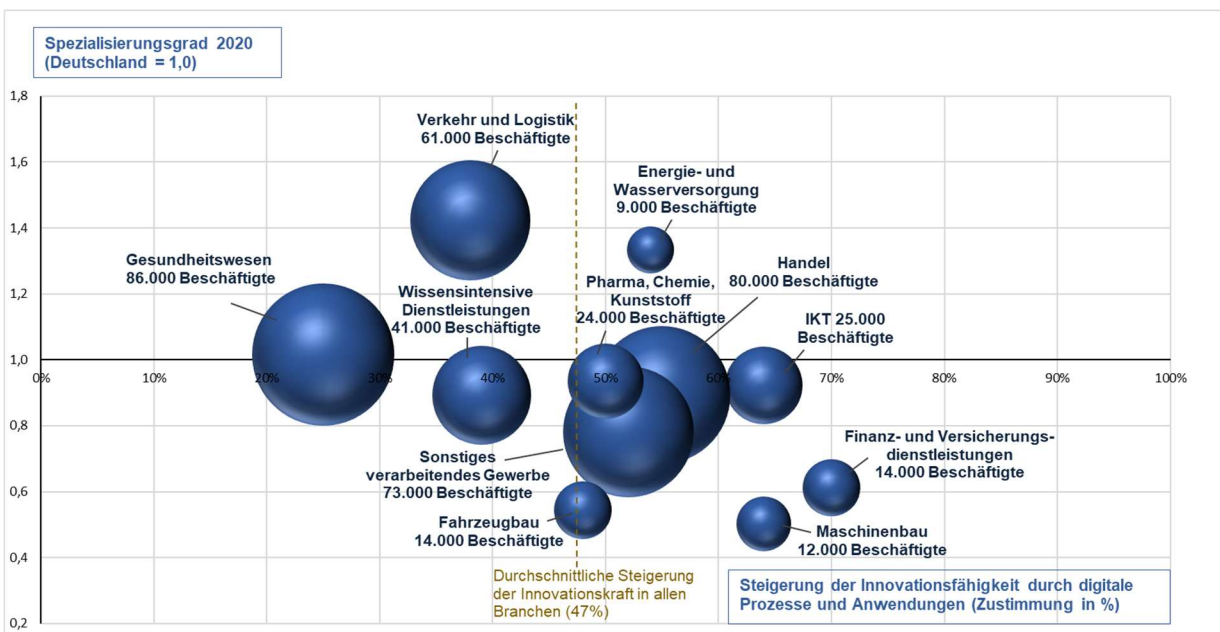 Spezialisierungsgrad 2020
(Deutschland = 1,0)
1,8
1,6
1,4
1,2
1,0
0,8
0,6
0,4
0,2
0%
10%
20%
30%
40%
50%
60%
70%
80%
90%
100%
Verkehr und Logistik
61.000 Beschäftigte
Energie- und
Wasserversorgung
9.000 Beschäftigte
Gesundheitswesen
86.000 Beschäftigte
Wissensintensive
Dienstleistungen
41.000 Beschäftigte
Pharma, Chemie,
Kunststoff
24.000 Beschäftigte
Handel
80.000 Beschäftigte
IKT 25.000
Beschäftigte
Sonstiges
verarbeitendes Gewerbe
73.000 Beschäftigte
Finanz- und Versicherungs-
dienstleistungen
14.000 Beschäftigte
Fahrzeugbau
14.000 Beschäftigte
Maschinenbau
12.000 Beschäftigte
Durchschnittliche Steigerung
der Innovationskraft in allen
Branchen (47%)
Steigerung der Innovationsfähigkeit durch digitale
Prozesse und Anwendungen (Zustimmung in %)